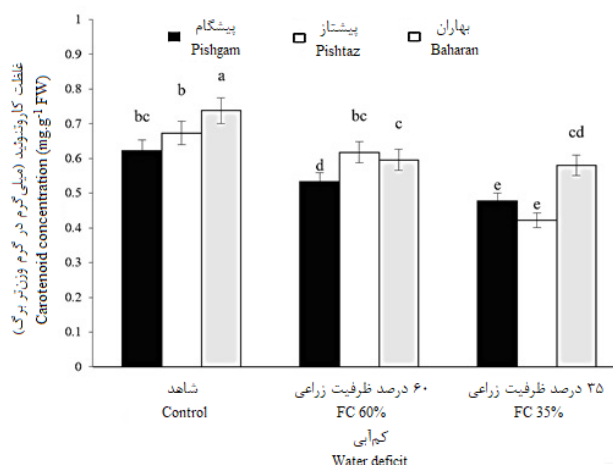 پیشگام
Pishgam
پیشتاز
Pishtaz
بهاران
Baharan
غلظت کاروتنوئید (میلی‌گرم در گرم وزن‌تر برگ)
Carotenoid concentration (mg.g-1 FW)
1
0.9
0.8
0.7
0.6
0.5
0.4
0.3
0.2
0.1
0
bc
b
a
d
bc
c
e
e
cd
شاهد
Control
۶۰ درصد ظرفیت زراعی
FC 60%
۳۵ درصد ظرفیت زراعی
FC 35%
کم‌آبی
Water deficit